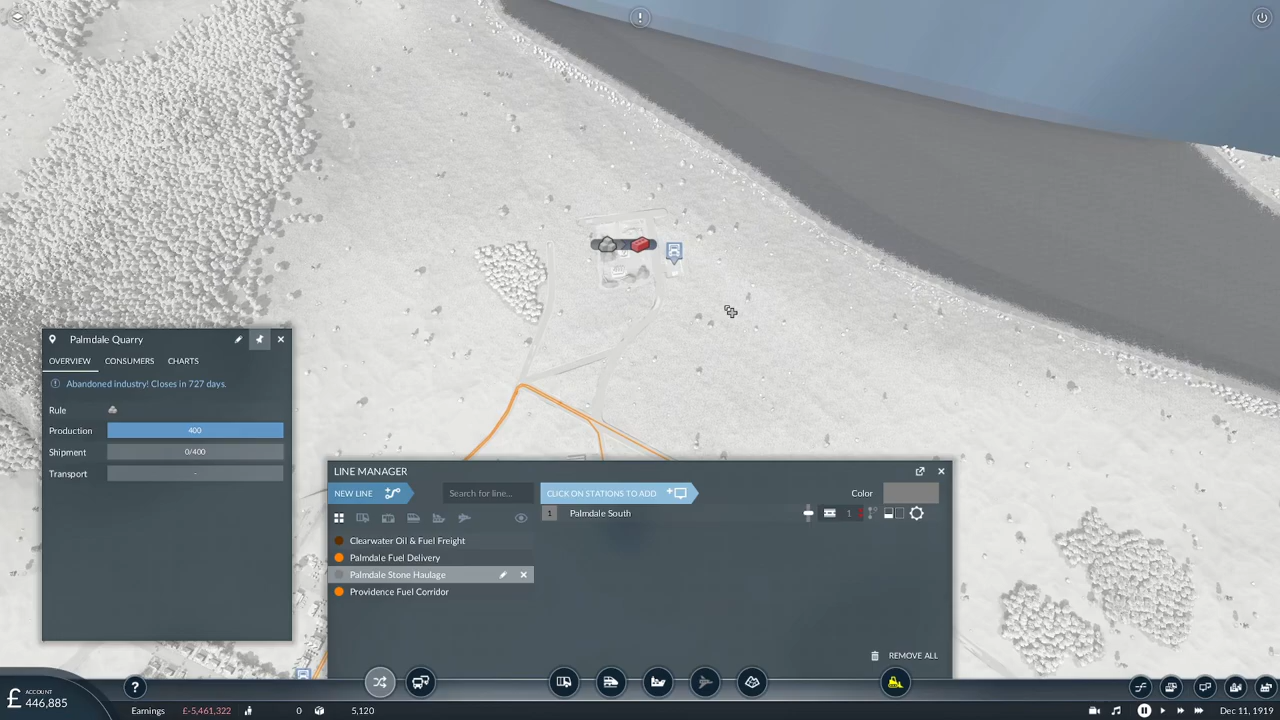 Palmdale Quarry
OVERVIEW CONSUMERS CHARTS
Abandoned industry! Closes in 727 days.
Rule
Production 400
Shipment 0/400
Transport -
LINE MANAGER
NEW LINE Search for line... CLICK ON STATIONS TO ADD Color
1 Palmdale South 1
Clearwater Oil & Fuel Freight
Palmdale Fuel Delivery
Palmdale Stone Haulage
Providence Fuel Corridor
REMOVE ALL
ACCOUNT
£ 446,885
Earnings £-5,461,322 0 5,120 Dec 11, 1919